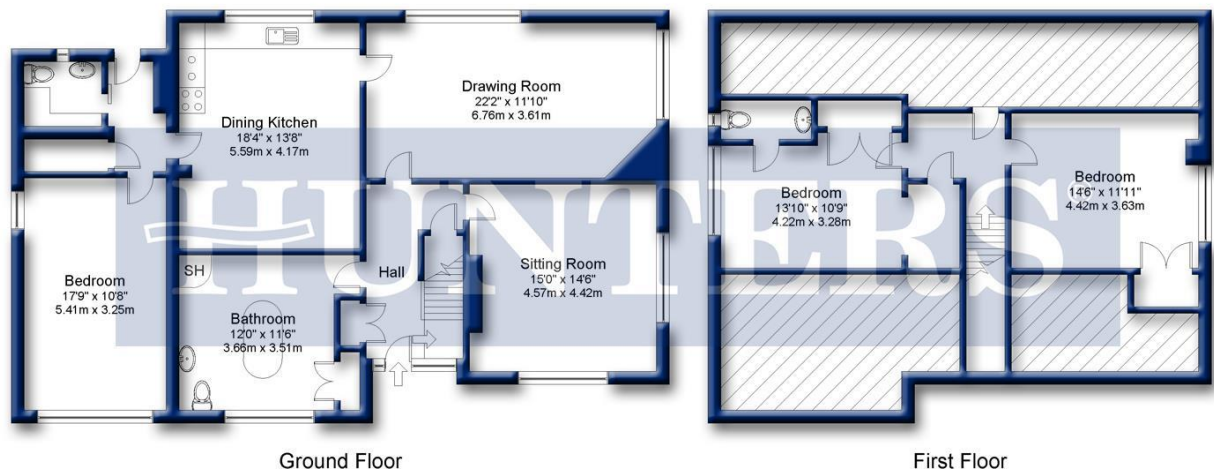 Dining Kitchen
18'4" x 13'8"
5.59m x 4.17m
Drawing Room
22'2" x 11'10"
6.76m x 3.61m
HUNTERS
Bedroom
17'9" x 10'8"
5.41m x 3.25m
SH
Bathroom
12'0" x 11'6"
3.66m x 3.51m
Hall
Sitting Room
15'0" x 14'6"
4.57m x 4.42m
Ground Floor
Bedroom
13'10" x 10'9"
4.22m x 3.28m
Bedroom
14'6" x 11'11"
4.42m x 3.63m
First Floor